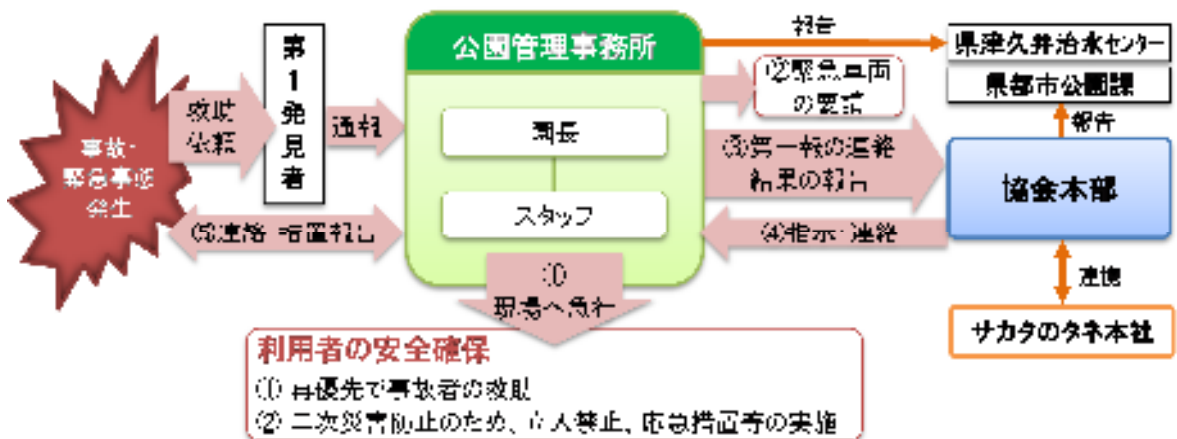 事故・
緊急事態
発生
救助
依頼
第1発見者
通報
公園管理事務所
園長
スタッフ
報告
県津久井治水センター
県都市公園課
②緊急車両
の要請
③第一報の連絡
結果の報告
報告
協会本部
④指示・連絡
⑤連絡・措置報告
連携
サカタのタネ本社
①
現場へ急行
利用者の安全確保
① 再優先で事故者の救助
② 二次災害防止のため、立入禁止、応急措置等の実施